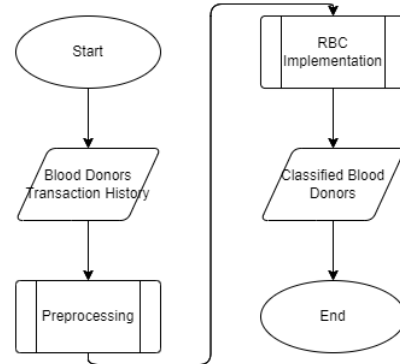 Start
Blood Donors
Transaction History
Preprocessing
RBC
Implementation
Classified Blood
Donors
End